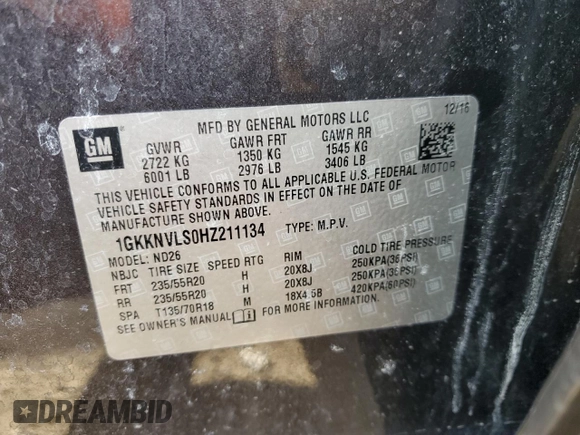 MFD BY GENERAL MOTORS LLC 12/16
GM
GVWR GAWR FRT GAWR RR
2722 KG 1350 KG 1545 KG
6001 LB 2976 LB 3406 LB
THIS VEHICLE CONFORMS TO ALL APPLICABLE U.S. FEDERAL MOTOR
VEHICLE SAFETY STANDARDS IN EFFECT ON THE DATE OF
MANUFACTURE SHOWN ABOVE.
1GKKNVLS0HZ211134 TYPE: M.P.V.
MODEL: ND26
NBJC TIRE SIZE SPEED RTG RIM COLD TIRE PRESSURE
FRT 235/55R20 H 20X8J 250KPA(36PSI)
RR 235/55R20 H 20X8J 250KPA(36PSI)
SPA T135/70R18 M 18X4.5B 420KPA(60PSI)
SEE OWNER'S MANUAL FOR MORE INFORMATION.
DREAMBID